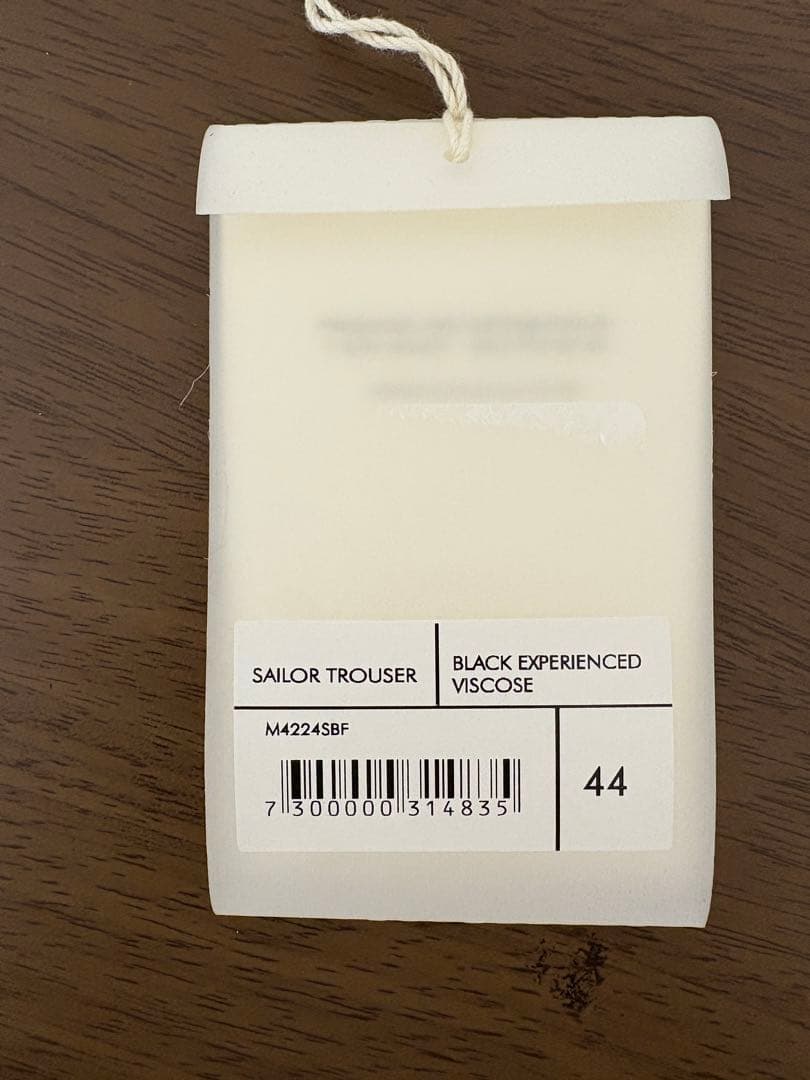 SAILOR TROUSER
BLACK EXPERIENCED
VISCOSE
M4224SBF
44
7 300000 314835